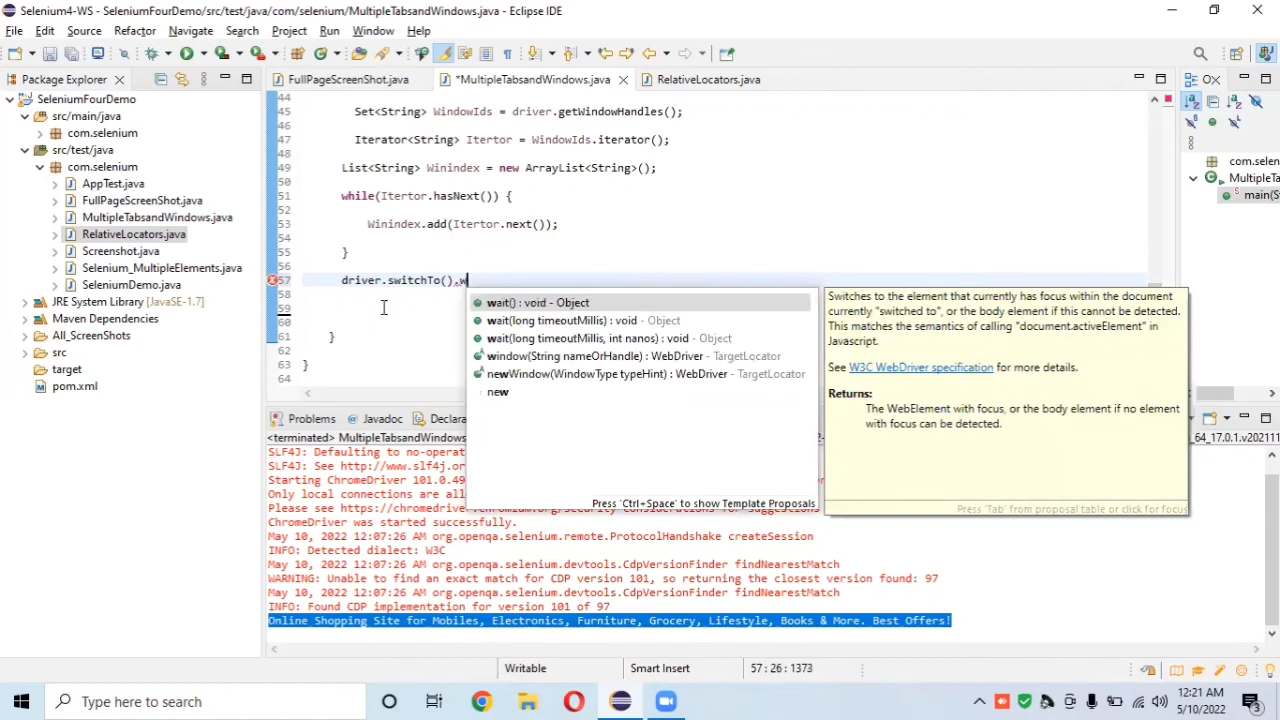 Selenium4-WS - SeleniumFourDemo/src/test/java/com/selenium/MultipleTabsandWindows.java - Eclipse IDE
File Edit Source Refactor Navigate Search Project Run Window Help
Package Explorer
FullPageScreenShot.java *MultipleTabsandWindows.java RelativeLocators.java
SeleniumFourDemo
src/main/java
com.selenium
src/test/java
com.selenium
AppTest.java
FullPageScreenShot.java
MultipleTabsandWindows.java
RelativeLocators.java
Screenshot.java
Selenium_MultipleElements.java
SeleniumDemo.java
JRE System Library [JavaSE-1.7]
Maven Dependencies
All_ScreenShots
src
target
pom.xml
44
45 Set<String> WindowIds = driver.getWindowHandles();
46
47 Iterator<String> Itertor = WindowIds.iterator();
48
49 List<String> Winindex = new ArrayList<String>();
50
51 while(Itertor.hasNext()) {
52
53 Winindex.add(Itertor.next());
54
55 }
56
57 driver.switchTo().w
58
59
60
61 }
62
63 }
64
wait() : void - Object
wait(long timeoutMillis) : void - Object
wait(long timeoutMillis, int nanos) : void - Object
window(String nameOrHandle) : WebDriver - TargetLocator
newWindow(WindowType typeHint) : WebDriver - TargetLocator
new
Press 'Ctrl+Space' to show Template Proposals
Switches to the element that currently has focus within the document
currently "switched to", or the body element if this cannot be detected.
This matches the semantics of calling "document.activeElement" in
Javascript.
See W3C WebDriver specification for more details.
Returns:
The WebElement with focus, or the body element if no element
with focus can be detected.
Press 'Tab' from proposal table or click for focus
com.selen
MultipleTa
main(S
Problems Javadoc Declara
<terminated> MultipleTabsandWindows
_64_17.0.1.v202111
SLF4J: Defaulting to no-operat
SLF4J: See http://www.slf4j.or
Starting ChromeDriver 101.0.49
Only local connections are all
Please see https://chromedriver.chromium.org/security-considerations for suggestions
ChromeDriver was started successfully.
May 10, 2022 12:07:26 AM org.openqa.selenium.remote.ProtocolHandshake createSession
INFO: Detected dialect: W3C
May 10, 2022 12:07:26 AM org.openqa.selenium.devtools.CdpVersionFinder findNearestMatch
WARNING: Unable to find an exact match for CDP version 101, so returning the closest version found: 97
May 10, 2022 12:07:26 AM org.openqa.selenium.devtools.CdpVersionFinder findNearestMatch
INFO: Found CDP implementation for version 101 of 97
Online Shopping Site for Mobiles, Electronics, Furniture, Grocery, Lifestyle, Books & More. Best Offers!
Writable Smart Insert 57 : 26 : 1373
Type here to search
12:21 AM
5/10/2022
3